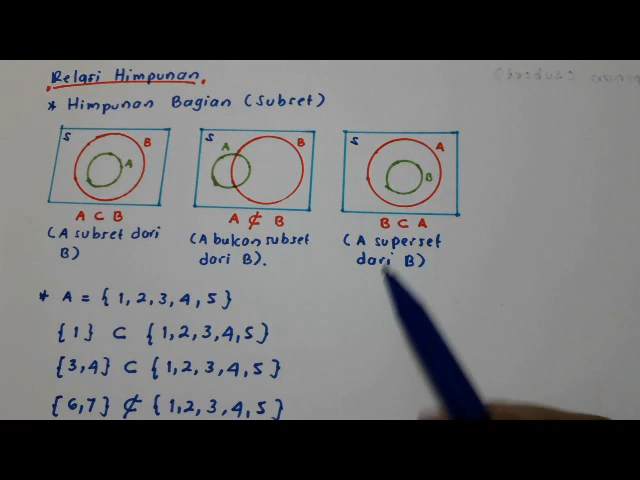 Relasi Himpunan.
* Himpunan Bagian (Subset)
S B A
S A B
S A B
A ⊂ B
A ⊄ B
B ⊂ A
(A subset dari B)
(A bukan subset dari B).
(A superset dari B)
* A = {1,2,3,4,5}
{1} ⊂ {1,2,3,4,5}
{3,4} ⊂ {1,2,3,4,5}
{6,7} ⊄ {1,2,3,4,5}